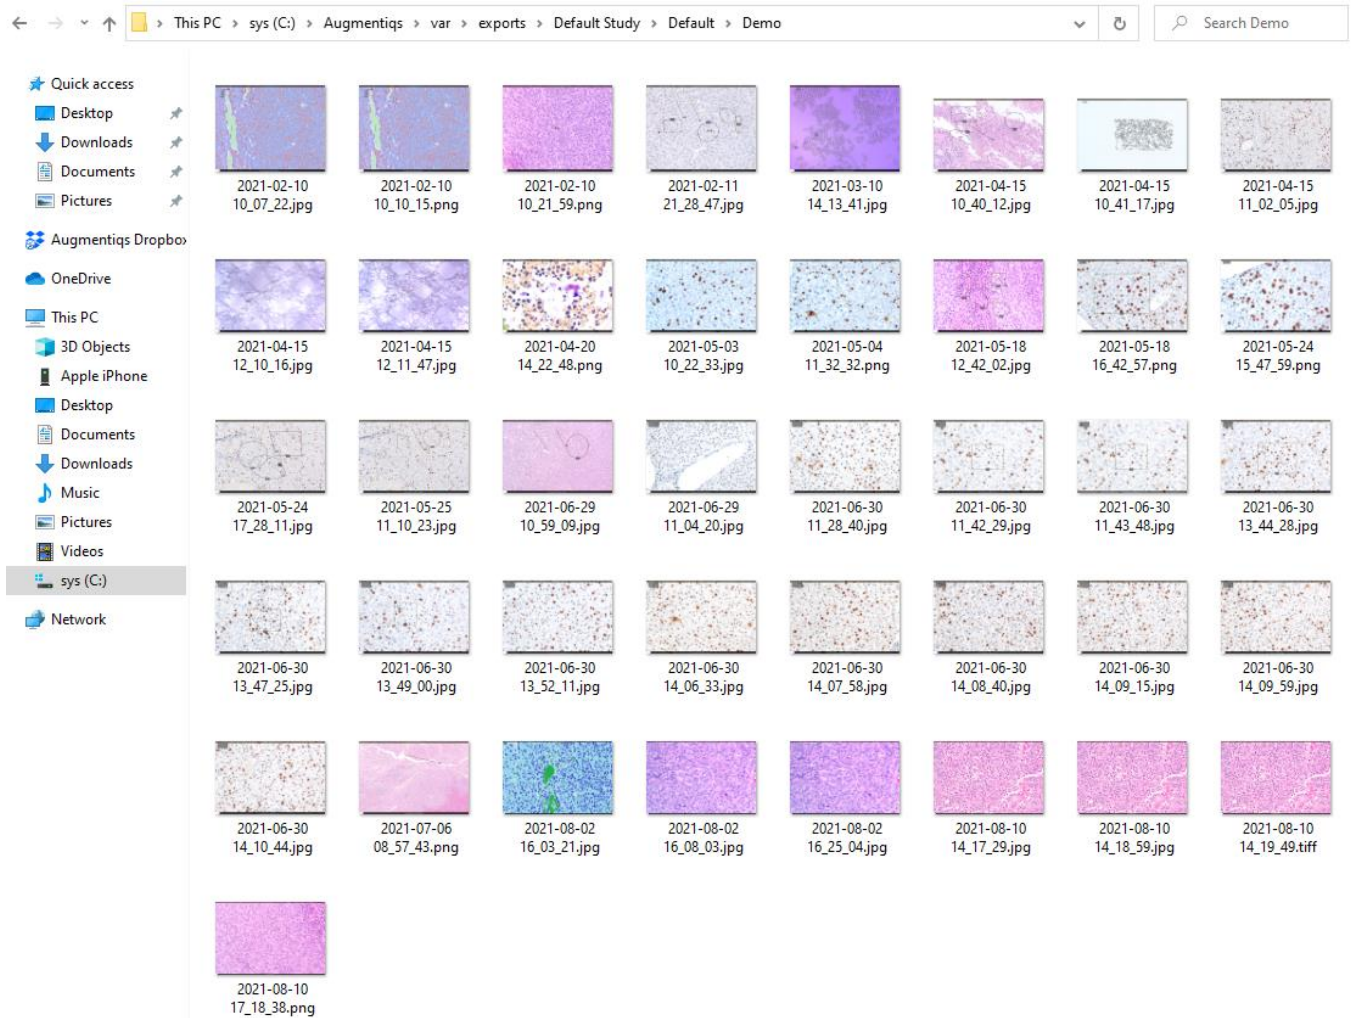 This PC > sys (C:) > Augmentiqs > var > exports > Default Study > Default > Demo
Search Demo
Quick access
Desktop
Downloads
Documents
Pictures
Augmentiqs Dropbox
OneDrive
This PC
3D Objects
Apple iPhone
Desktop
Documents
Downloads
Music
Pictures
Videos
sys (C:)
Network
2021-02-10
10_07_22.jpg
2021-02-10
10_10_15.png
2021-02-10
10_21_59.png
2021-02-11
21_28_47.jpg
2021-03-10
14_13_41.jpg
2021-04-15
10_40_12.jpg
2021-04-15
10_41_17.jpg
2021-04-15
11_02_05.jpg
2021-04-15
12_10_16.jpg
2021-04-15
12_11_47.jpg
2021-04-20
14_22_48.png
2021-05-03
10_22_33.jpg
2021-05-04
11_32_32.png
2021-05-18
12_42_02.jpg
2021-05-18
16_42_57.png
2021-05-24
15_47_59.png
2021-05-24
17_28_11.jpg
2021-05-25
11_10_23.jpg
2021-06-29
10_59_09.jpg
2021-06-29
11_04_20.jpg
2021-06-30
11_28_40.jpg
2021-06-30
11_42_29.jpg
2021-06-30
11_43_48.jpg
2021-06-30
13_44_28.jpg
2021-06-30
13_47_25.jpg
2021-06-30
13_49_00.jpg
2021-06-30
13_52_11.jpg
2021-06-30
14_06_33.jpg
2021-06-30
14_07_58.jpg
2021-06-30
14_08_40.jpg
2021-06-30
14_09_15.jpg
2021-06-30
14_09_59.jpg
2021-06-30
14_10_44.jpg
2021-07-06
08_57_43.png
2021-08-02
16_03_21.jpg
2021-08-02
16_08_03.jpg
2021-08-02
16_25_04.jpg
2021-08-10
14_17_29.jpg
2021-08-10
14_18_59.jpg
2021-08-10
14_19_49.tiff
2021-08-10
17_18_38.png